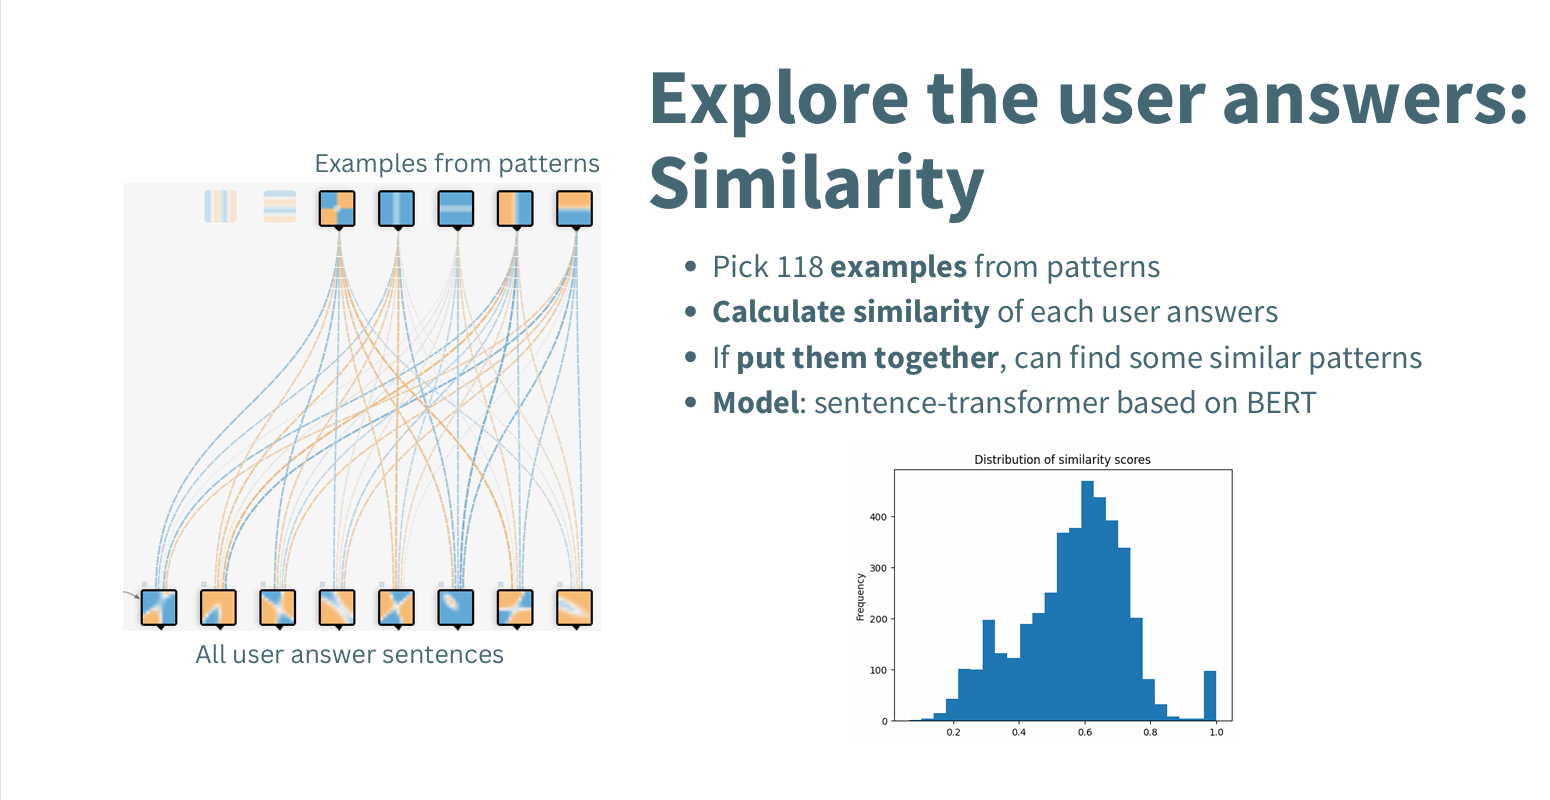 Explore the user answers:
Similarity
Examples from patterns
All user answer sentences
• Pick 118 examples from patterns
• Calculate similarity of each user answers
• If put them together, can find some similar patterns
• Model: sentence-transformer based on BERT
Distribution of similarity scores
Frequency
400
300
200
100
0
0.2 0.4 0.6 0.8 1.0